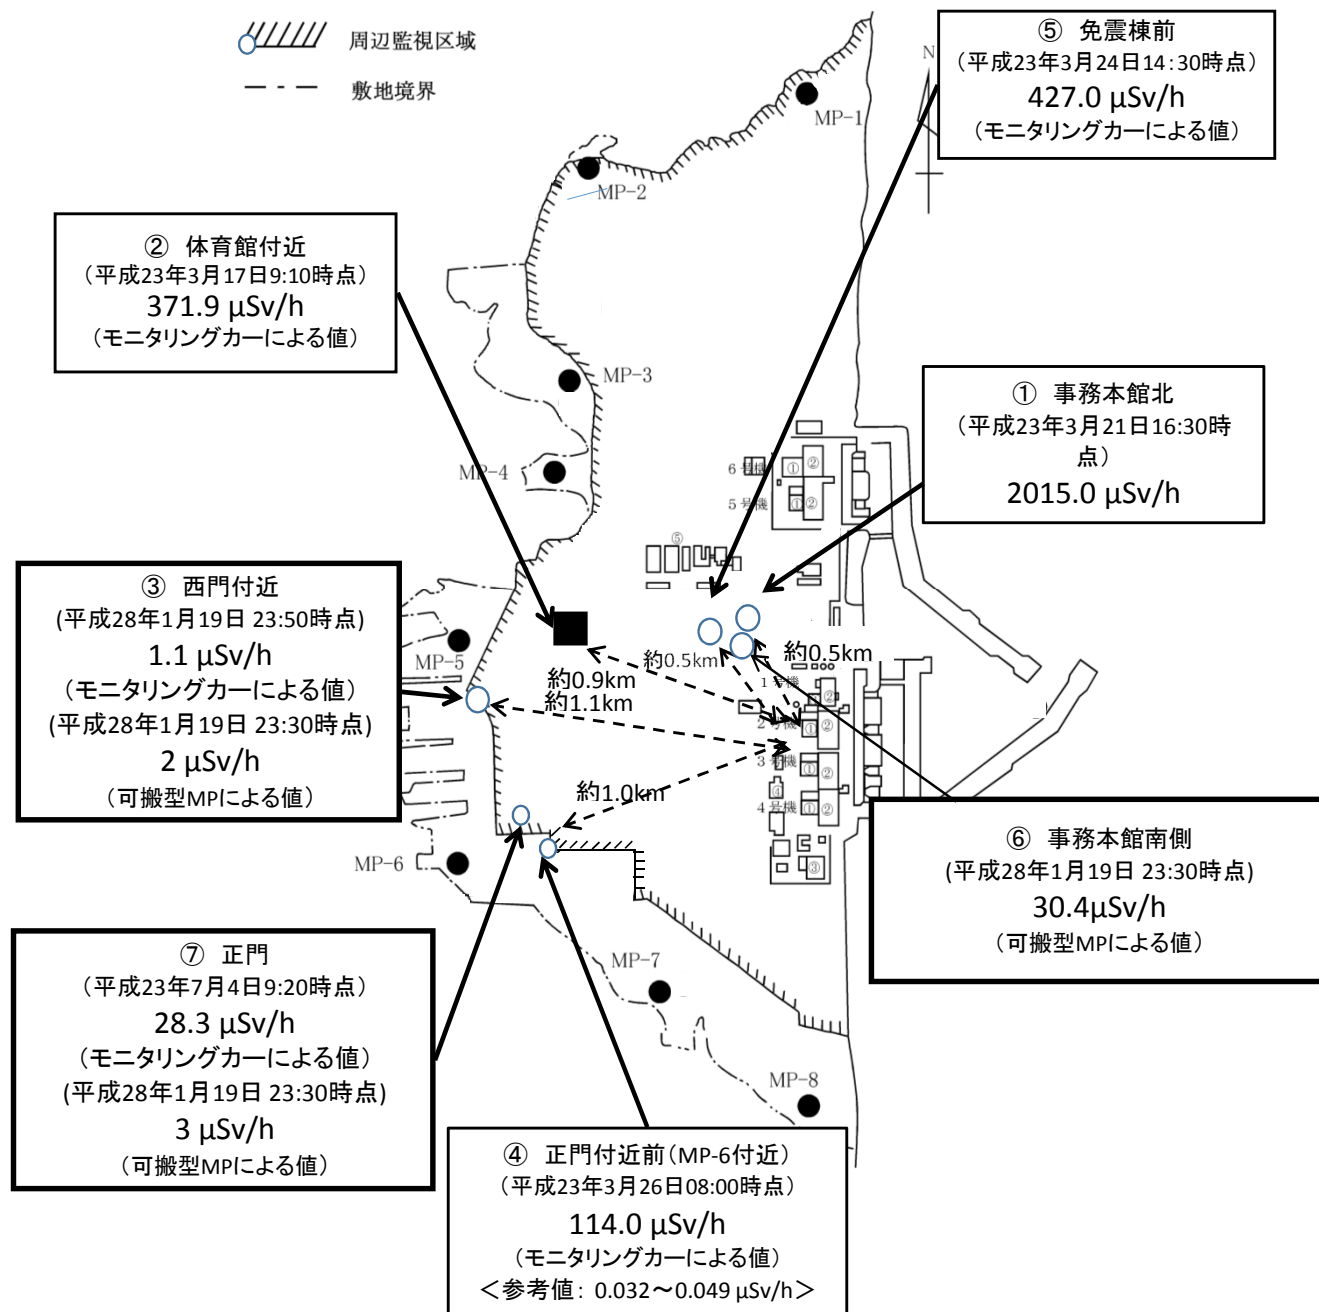 周辺監視区域
敷地境界
⑤ 免震棟前
（平成23年3月24日14:30時点）
427.0 μSv/h
（モニタリングカーによる値）
N
MP-1
MP-2
② 体育館付近
（平成23年3月17日9:10時点）
371.9 μSv/h
（モニタリングカーによる値）
MP-3
① 事務本館北
（平成23年3月21日16:30時
点）
2015.0 μSv/h
MP-4
6号機
① ②
5号機
① ②
⑤
③ 西門付近
(平成28年1月19日 23:50時点)
1.1 μSv/h
（モニタリングカーによる値）
(平成28年1月19日 23:30時点)
2 μSv/h
（可搬型MPによる値）
MP-5
約0.5km
約0.5km
約0.9km
約1.1km
1号機
②
2号機
① ②
3号機
① ②
約1.0km
④
4号機
① ②
③
MP-6
⑥ 事務本館南側
(平成28年1月19日 23:30時点)
30.4μSv/h
（可搬型MPによる値）
⑦ 正門
（平成23年7月4日9:20時点）
28.3 μSv/h
（モニタリングカーによる値）
(平成28年1月19日 23:30時点)
3 μSv/h
（可搬型MPによる値）
MP-7
MP-8
④ 正門付近前（MP-6付近）
（平成23年3月26日08:00時点）
114.0 μSv/h
（モニタリングカーによる値）
＜参考値： 0.032～0.049 μSv/h＞